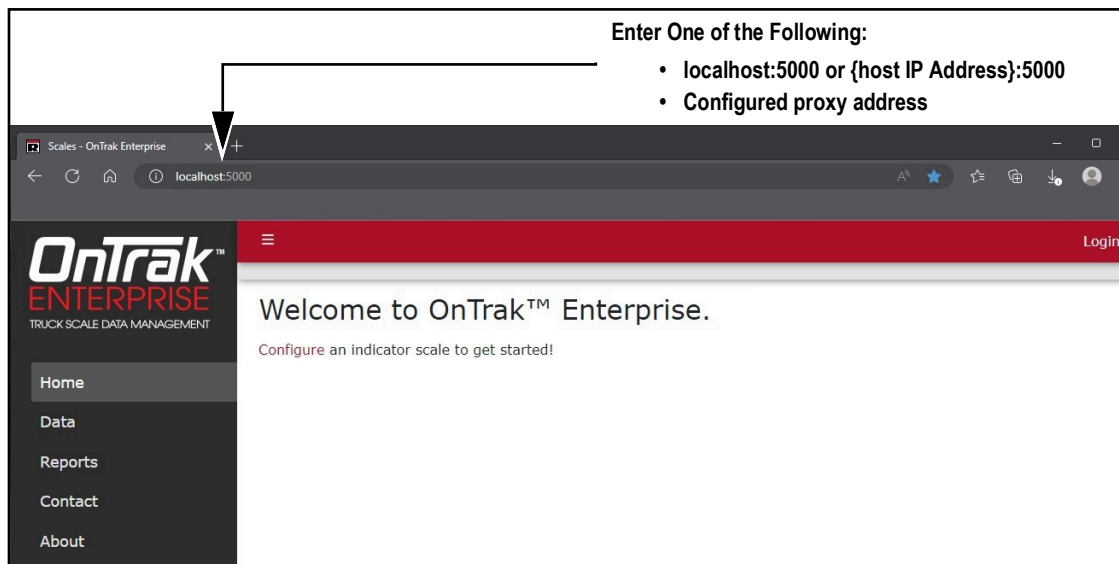 Enter One of the Following:
• localhost:5000 or {host IP Address}:5000
• Configured proxy address
Scales - OnTrak Enterprise
localhost:5000
OnTrak™
ENTERPRISE
TRUCK SCALE DATA MANAGEMENT
Login
Welcome to OnTrak™ Enterprise.
Configure an indicator scale to get started!
Home
Data
Reports
Contact
About